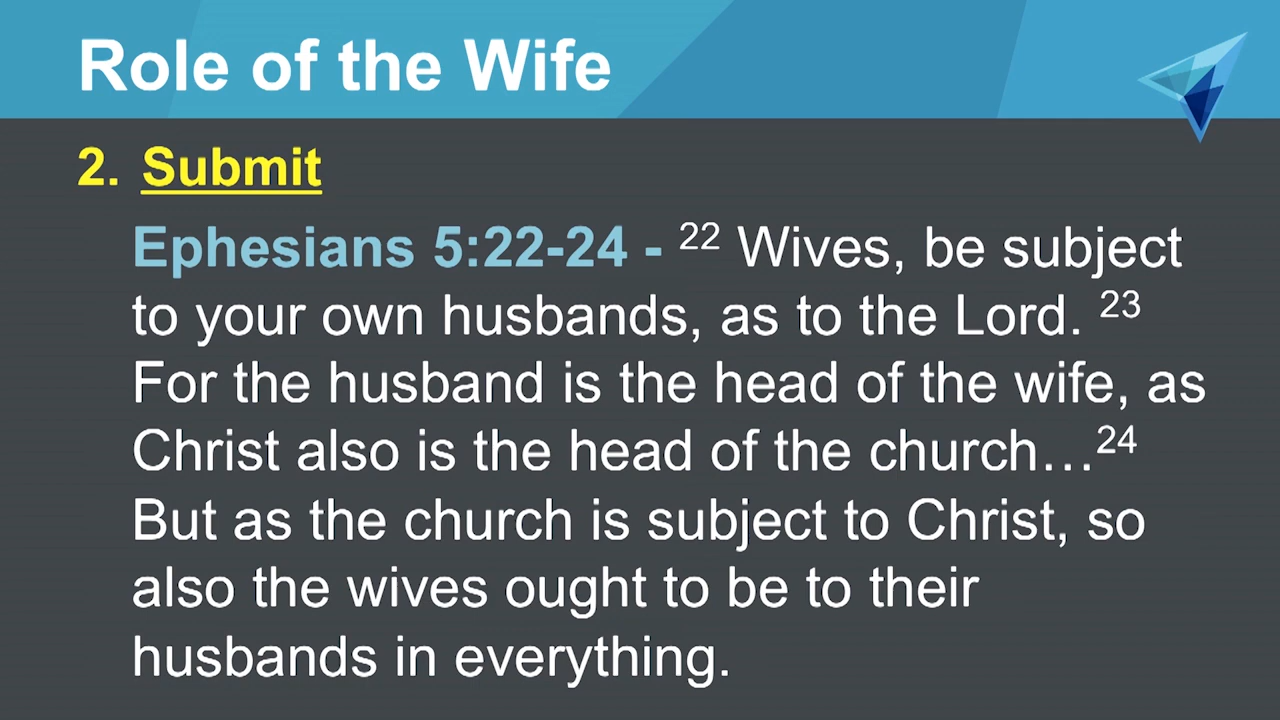 Role of the Wife
2. Submit
Ephesians 5:22-24 - 22 Wives, be subject
to your own husbands, as to the Lord. 23
For the husband is the head of the wife, as
Christ also is the head of the church…24
But as the church is subject to Christ, so
also the wives ought to be to their
husbands in everything.